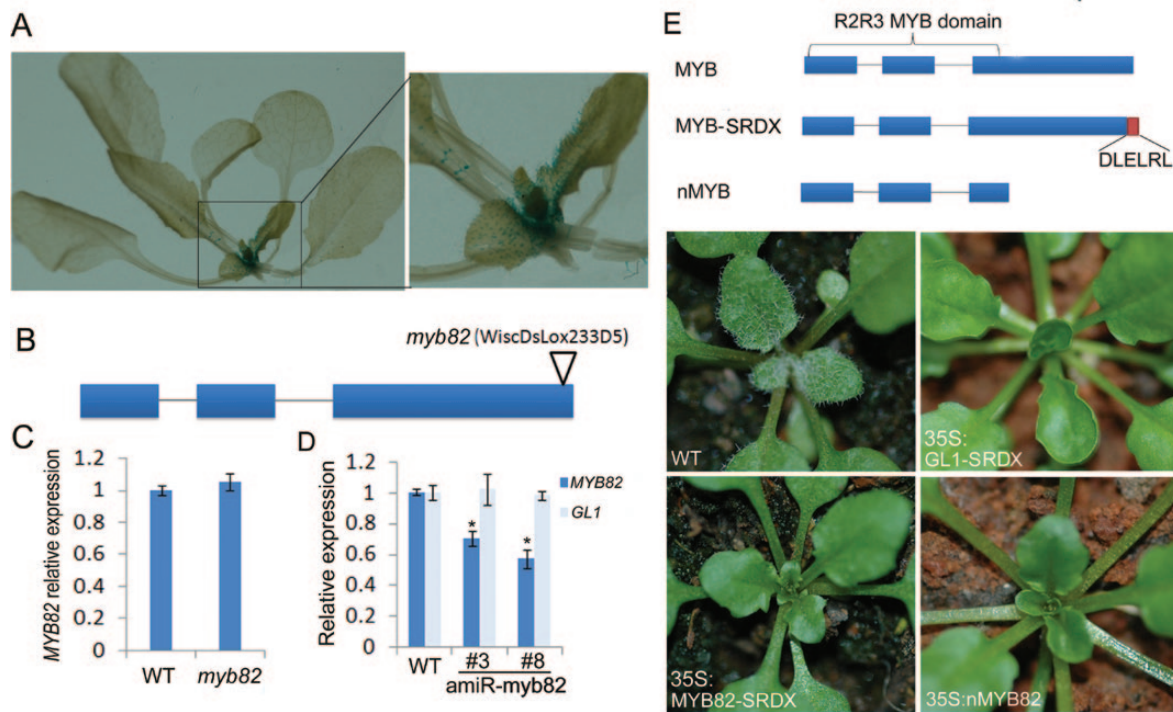 A
B
myb82 (WiscDsLox233D5)
C
MYB82 relative expression
1.2
1
0.8
0.6
0.4
0.2
0
WT
myb82
D
Relative expression
1.2
1
0.8
0.6
0.4
0.2
0
MYB82
GL1
*
*
WT
#3
#8
amiR-myb82
E
R2R3 MYB domain
MYB
MYB-SRDX
DLELRL
nMYB
WT
35S:
GL1-SRDX
35S:
MYB82-SRDX
35S:nMYB82